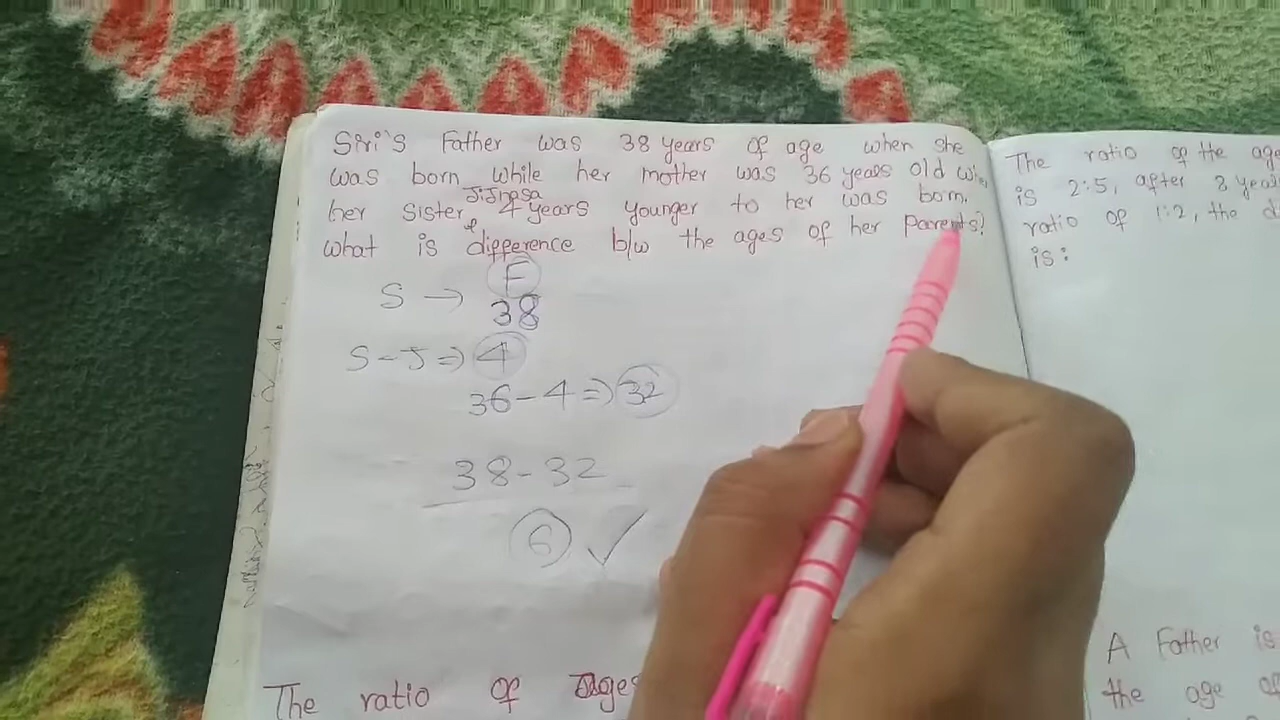 Siri's Father was 38 years of age when she
was born while her mother was 36 years old
Jijnasa
her sister 4 years younger to her was born.
what is difference b/w the ages of her parents?
F
S → 38
S-J ⇒ 4
36-4 ⇒ 32
38-32
6 ✓
The ratio of Ages
The ratio of the age
is 2:5, after 8 year
ratio of 1:2, the d
is:
A Father is
the age of